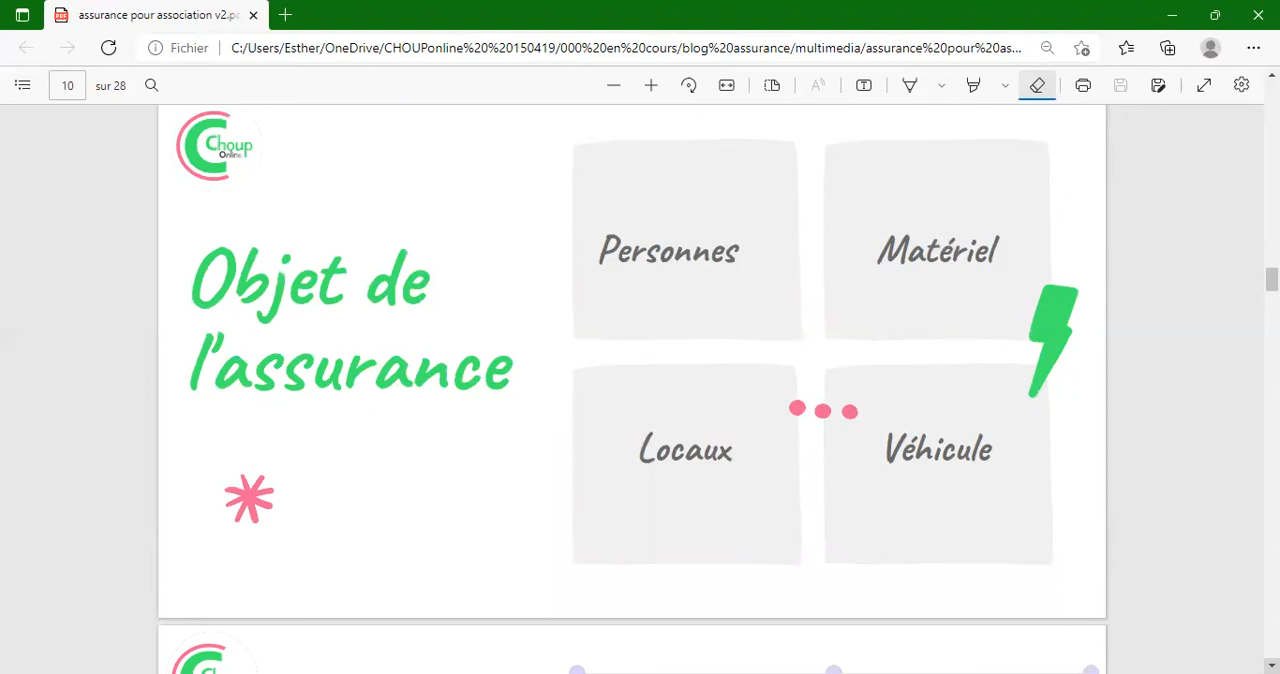 assurance pour association v2.p
Fichier
C:/Users/Esther/OneDrive/CHOUPonline%20%20150419/000%20en%20cours/blog%20assurance/multimedia/assurance%20pour%20as...
10
sur 28
Choup
Online
Objet de
l'assurance
Personnes
Matériel
Locaux
Véhicule